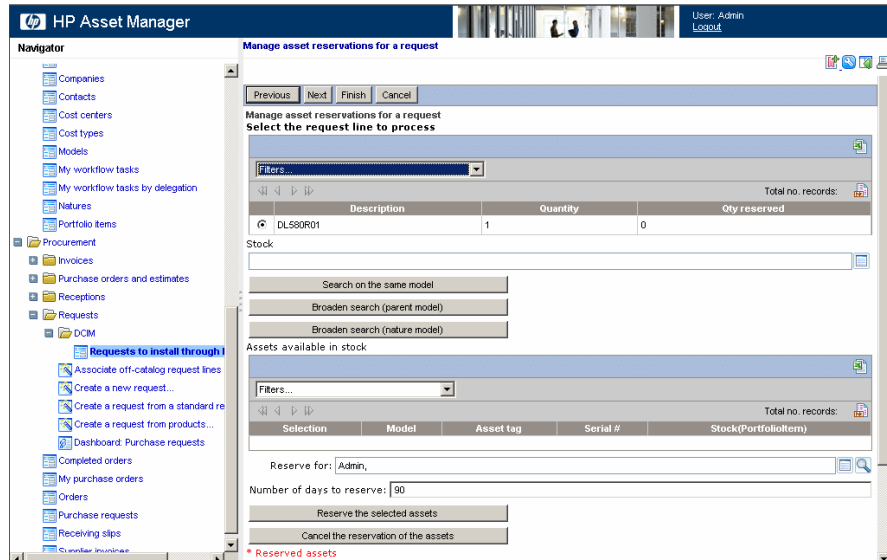 HP Asset Manager
User: Admin
Logout
Navigator
Companies
Contacts
Cost centers
Cost types
Models
My workflow tasks
My workflow tasks by delegation
Natures
Portfolio items
Procurement
Invoices
Purchase orders and estimates
Receptions
Requests
DCIM
Requests to install through
Associate off-catalog request lines
Create a new request...
Create a request from a standard re
Create a request from products...
Dashboard: Purchase requests
Completed orders
My purchase orders
Orders
Purchase requests
Receiving slips
Supplier invoices
Manage asset reservations for a request
Previous Next Finish Cancel
Manage asset reservations for a request
Select the request line to process
Filters...
Total no. records:
Description Quantity Qty reserved
DL580R01 1 0
Stock
Search on the same model
Broaden search (parent model)
Broaden search (nature model)
Assets available in stock
Filters...
Total no. records:
Selection Model Asset tag Serial # Stock(PortfolioItem)
Reserve for: Admin,
Number of days to reserve: 90
Reserve the selected assets
Cancel the reservation of the assets
* Reserved assets